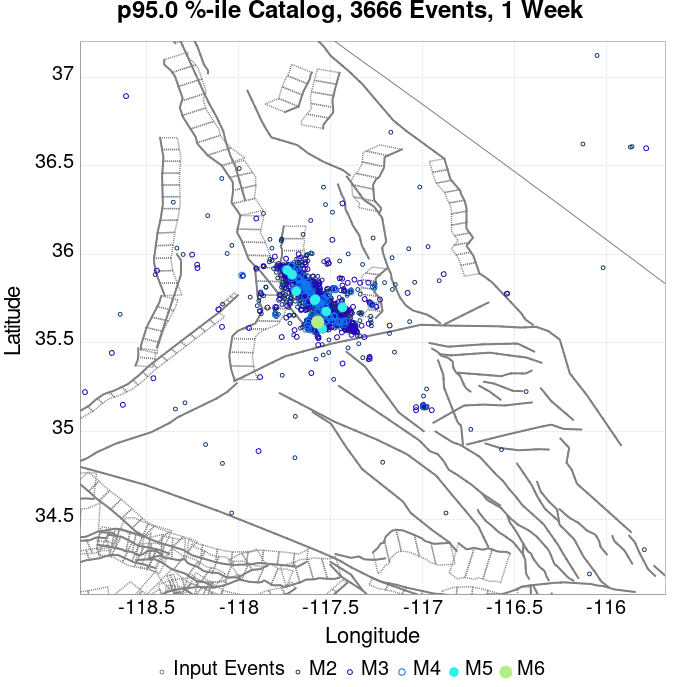 p95.0 %-ile Catalog, 3666 Events, 1 Week
37
36.5
36
35.5
35
34.5
Latitude
-118.5 -118 -117.5 -117 -116.5 -116
Longitude
Input Events M2 M3 M4 M5 M6